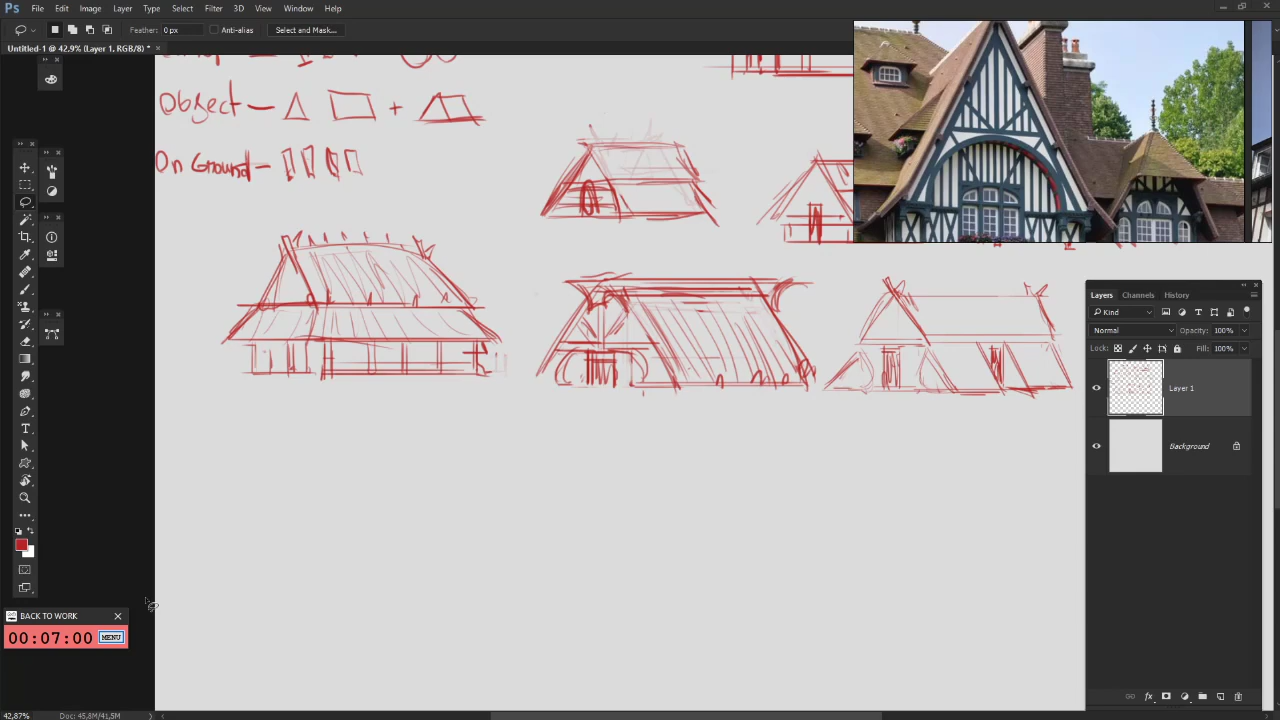 Ps File Edit Image Layer Type Select Filter 3D View Window Help
Feather: 0 px Anti-alias Select and Mask...
Untitled-1 @ 42,9% (Layer 1, RGB/8) *
Object
On Ground
Layers Channels History
Kind
Normal Opacity: 100%
Lock: Fill: 100%
Layer 1
Background
fx
BACK TO WORK
00:07:00 MENU
42,87% Doc: 45,8M/41,5M